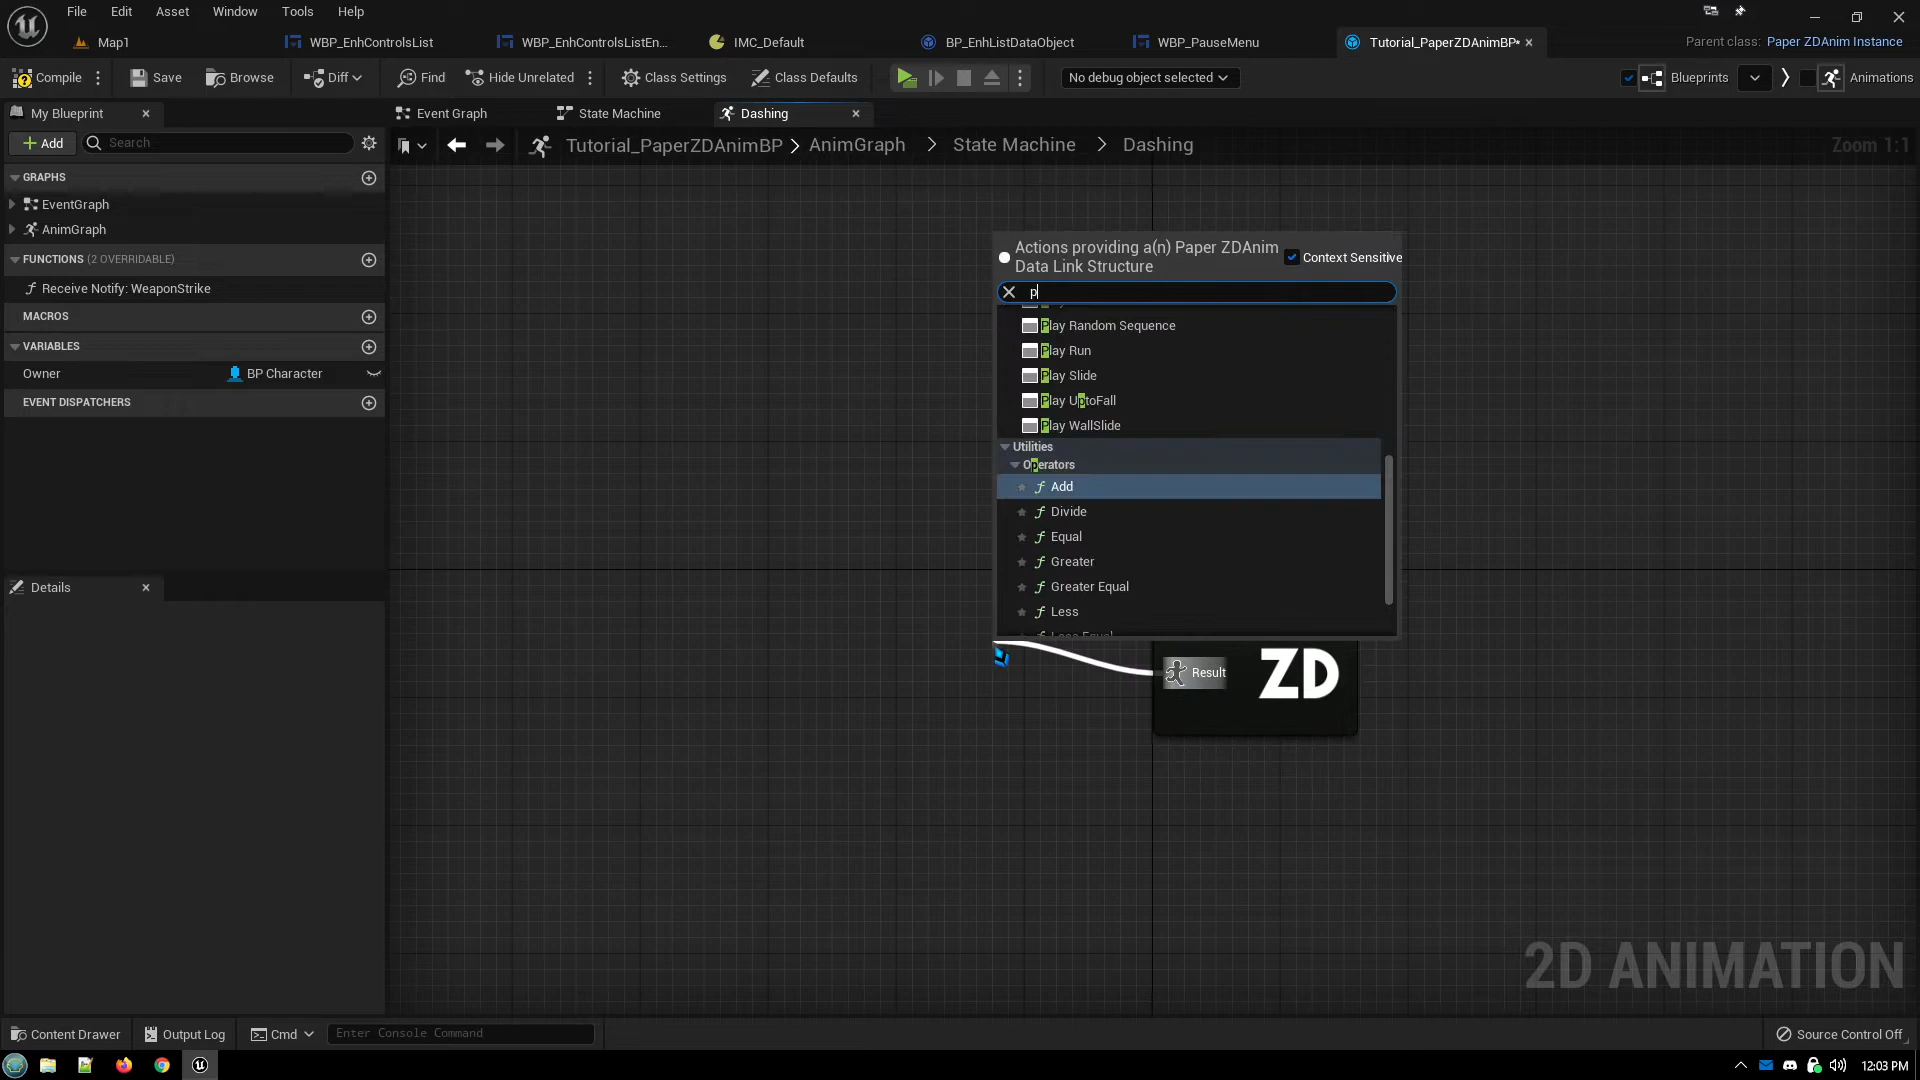 File Edit Asset Window Tools Help
Map1 WBP_EnhControlsList WBP_EnhControlsListEn... IMC_Default BP_EnhListDataObject WBP_PauseMenu Tutorial_PaperZDAnimBP* Parent class: Paper ZDAnim Instance
Compile Save Browse Diff Find Hide Unrelated Class Settings Class Defaults No debug object selected Blueprints Animations
My Blueprint Event Graph State Machine Dashing
Add Search Tutorial_PaperZDAnimBP > AnimGraph > State Machine > Dashing Zoom 1:1
GRAPHS
EventGraph
AnimGraph
FUNCTIONS (2 OVERRIDABLE)
Receive Notify: WeaponStrike
MACROS
VARIABLES
Owner BP Character
EVENT DISPATCHERS
Details
Actions providing a(n) Paper ZDAnim
Data Link Structure
Context Sensitive
p
Play Random Sequence
Play Run
Play Slide
Play UptoFall
Play WallSlide
Utilities
Operators
Add
Divide
Equal
Greater
Greater Equal
Less
Less Equal
Result ZD
2D ANIMATION
Content Drawer Output Log Cmd Enter Console Command Source Control Off
12:03 PM